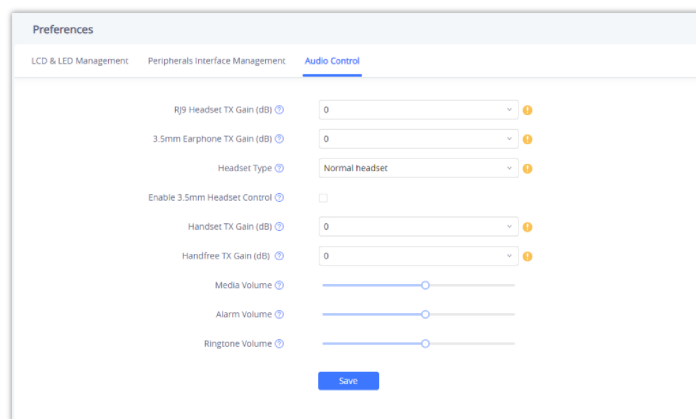 Preferences
LCD & LED Management Peripherals Interface Management Audio Control
RJ9 Headset TX Gain (dB) 0
3.5mm Earphone TX Gain (dB) 0
Headset Type Normal headset
Enable 3.5mm Headset Control
Handset TX Gain (dB) 0
Handfree TX Gain (dB) 0
Media Volume
Alarm Volume
Ringtone Volume
Save